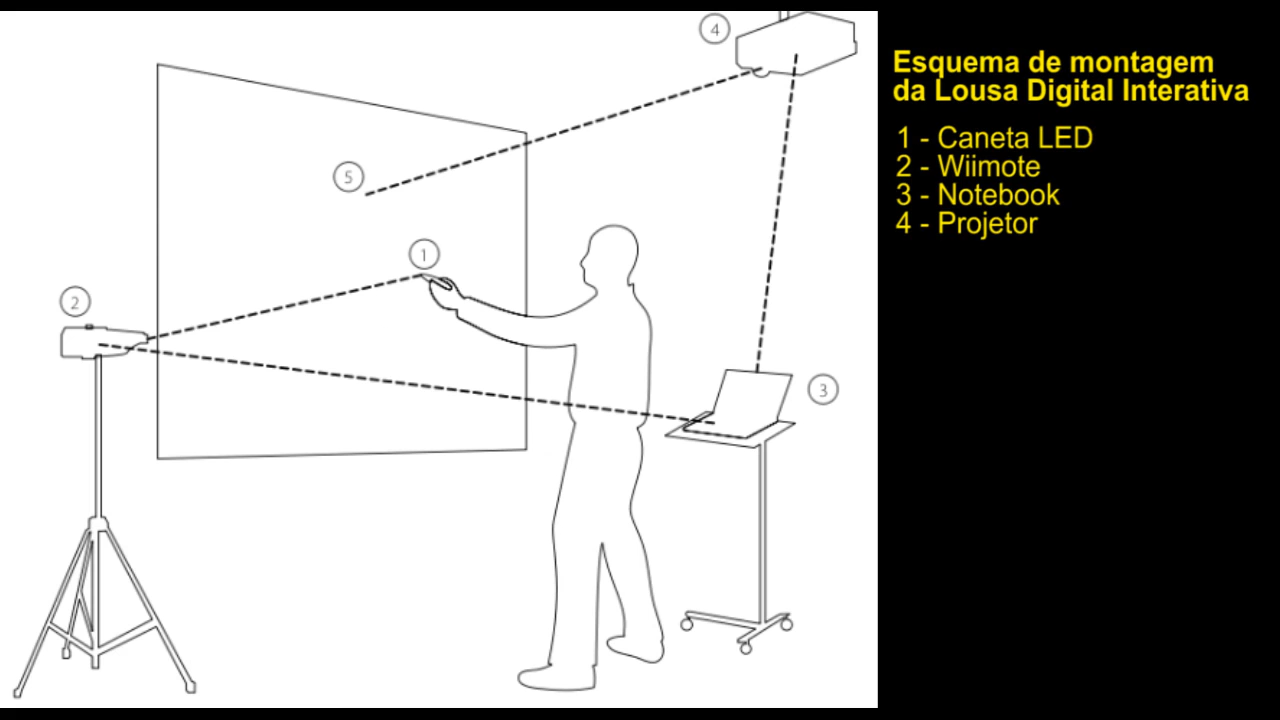 4
Esquema de montagem
da Lousa Digital Interativa
1 - Caneta LED
2 - Wiimote
3 - Notebook
4 - Projetor
5
1
2
3